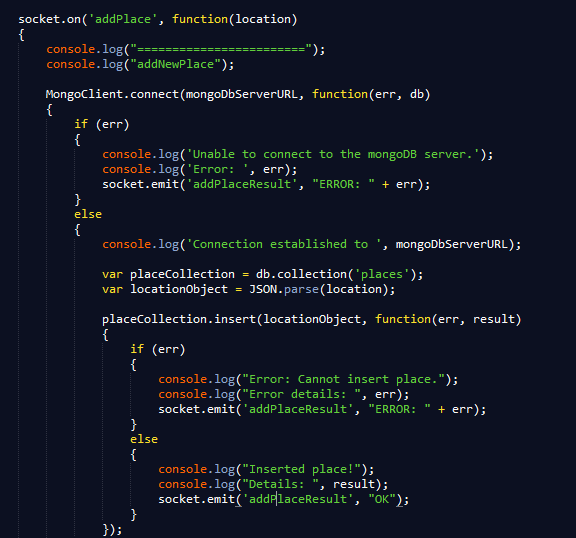 socket.on('addPlace', function(location)
{
    console.log("========================");
    console.log("addNewPlace");
    MongoClient.connect(mongoDbServerURL, function(err, db)
    {
        if (err)
        {
            console.log('Unable to connect to the mongoDB server.');
            console.log('Error: ', err);
            socket.emit('addPlaceResult', "ERROR: " + err);
        }
        else
        {
            console.log('Connection established to ', mongoDbServerURL);
            var placeCollection = db.collection('places');
            var locationObject = JSON.parse(location);
            placeCollection.insert(locationObject, function(err, result)
            {
                if (err)
                {
                    console.log("Error: Cannot insert place.");
                    console.log("Error details: ", err);
                    socket.emit('addPlaceResult', "ERROR: " + err);
                }
                else
                {
                    console.log("Inserted place!");
                    console.log("Details: ", result);
                    socket.emit('addPlaceResult', "OK");
                }
            });